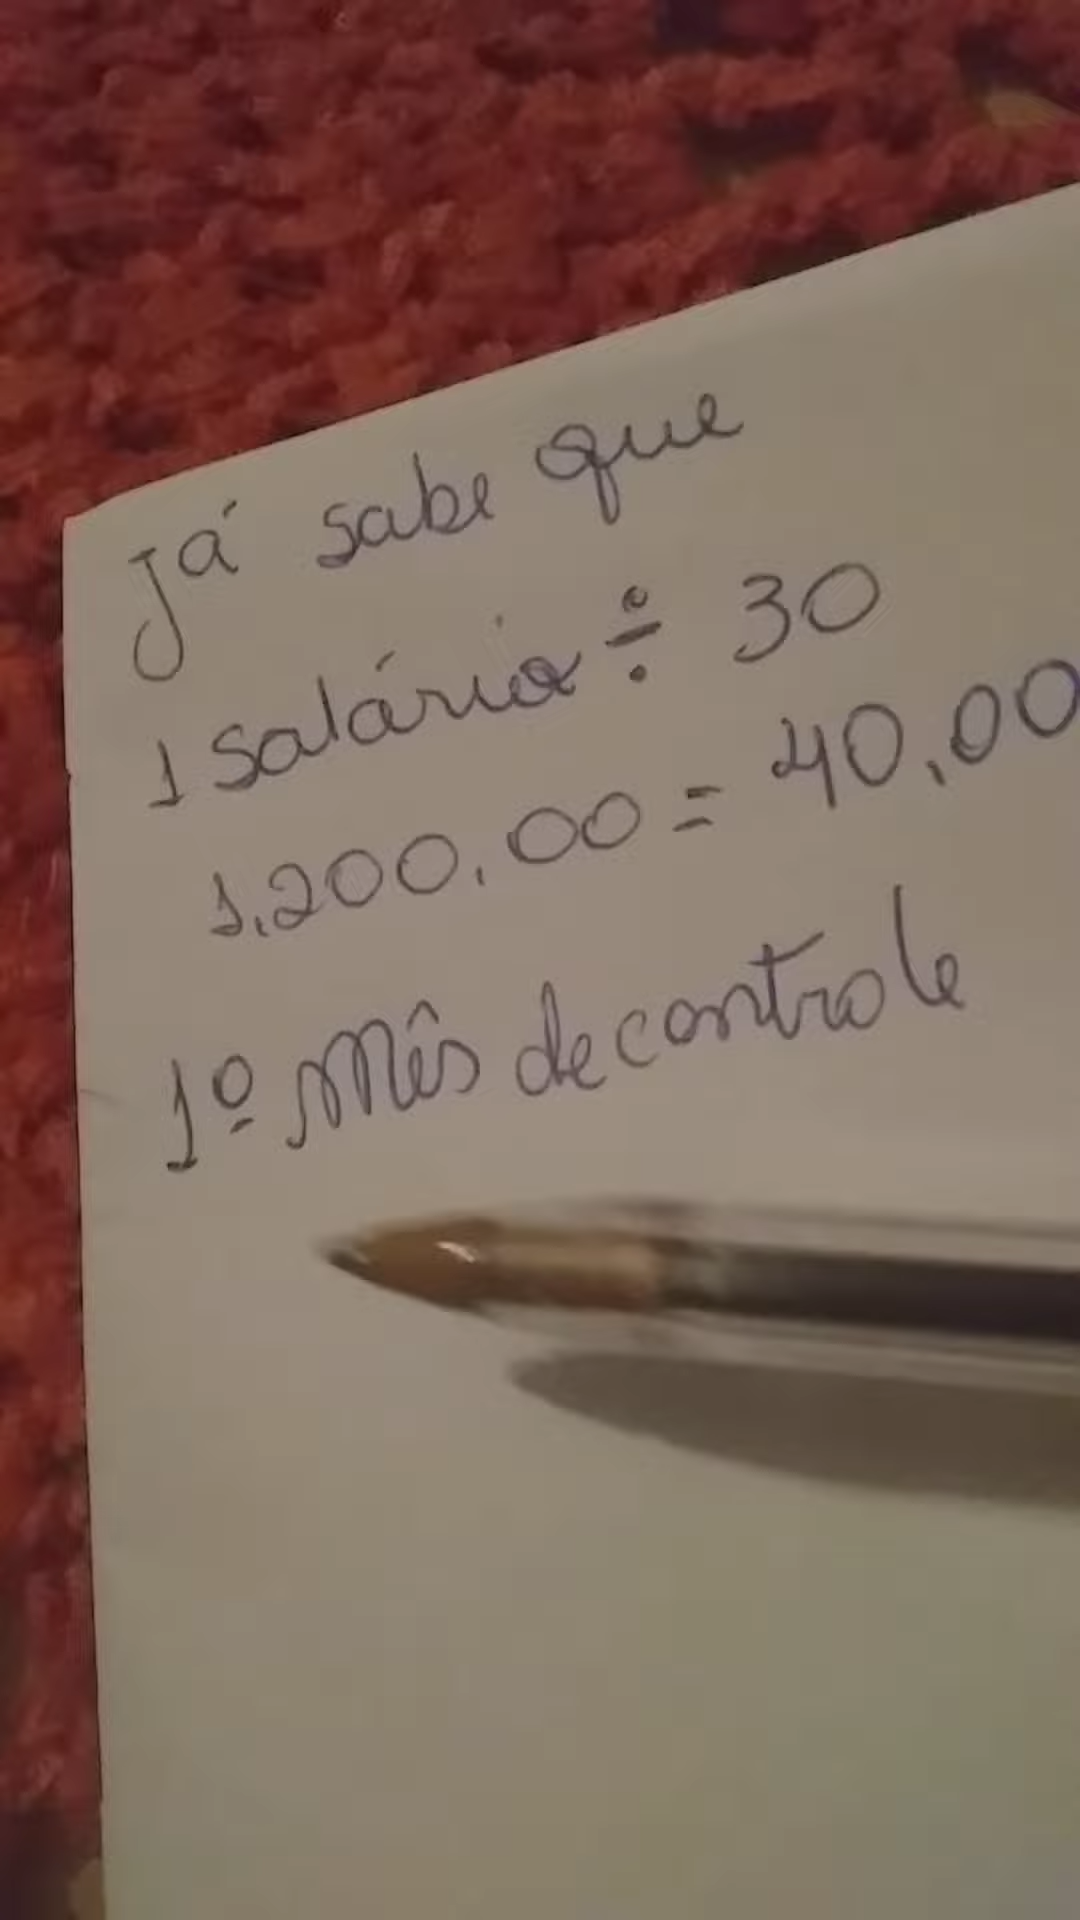 Já sabe que
1 salário ÷ 30
1.200,00 = 40,00
1º Mês de controle